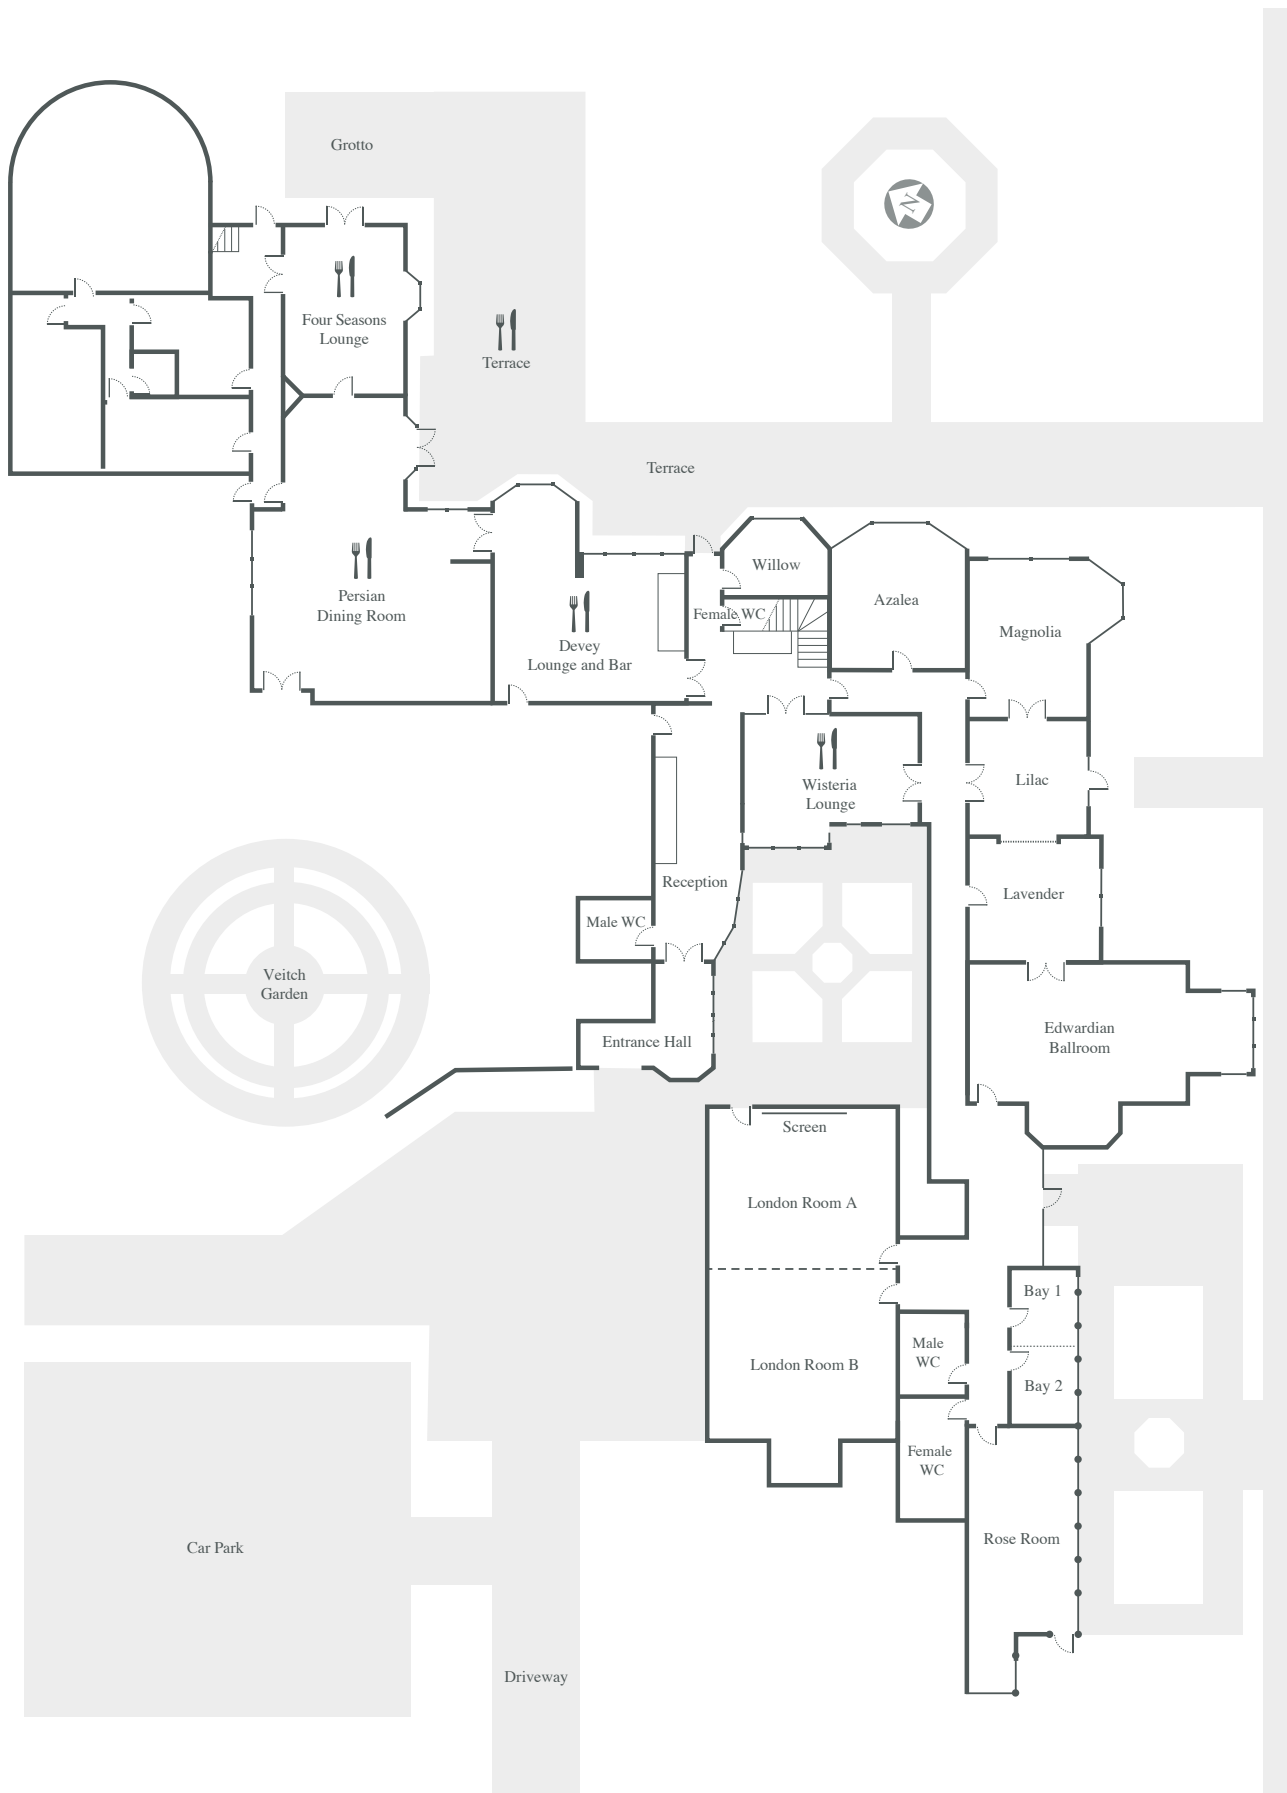 Grotto
N
Four Seasons
Lounge
Terrace
Terrace
Willow
Persian
Dining Room
Azalea
Female WC
Magnolia
Devey
Lounge and Bar
Wisteria
Lounge
Lilac
Reception
Lavender
Male WC
Veitch
Garden
Entrance Hall
Edwardian
Ballroom
Screen
London Room A
Bay 1
Male
WC
London Room B
Bay 2
Female
WC
Rose Room
Car Park
Driveway